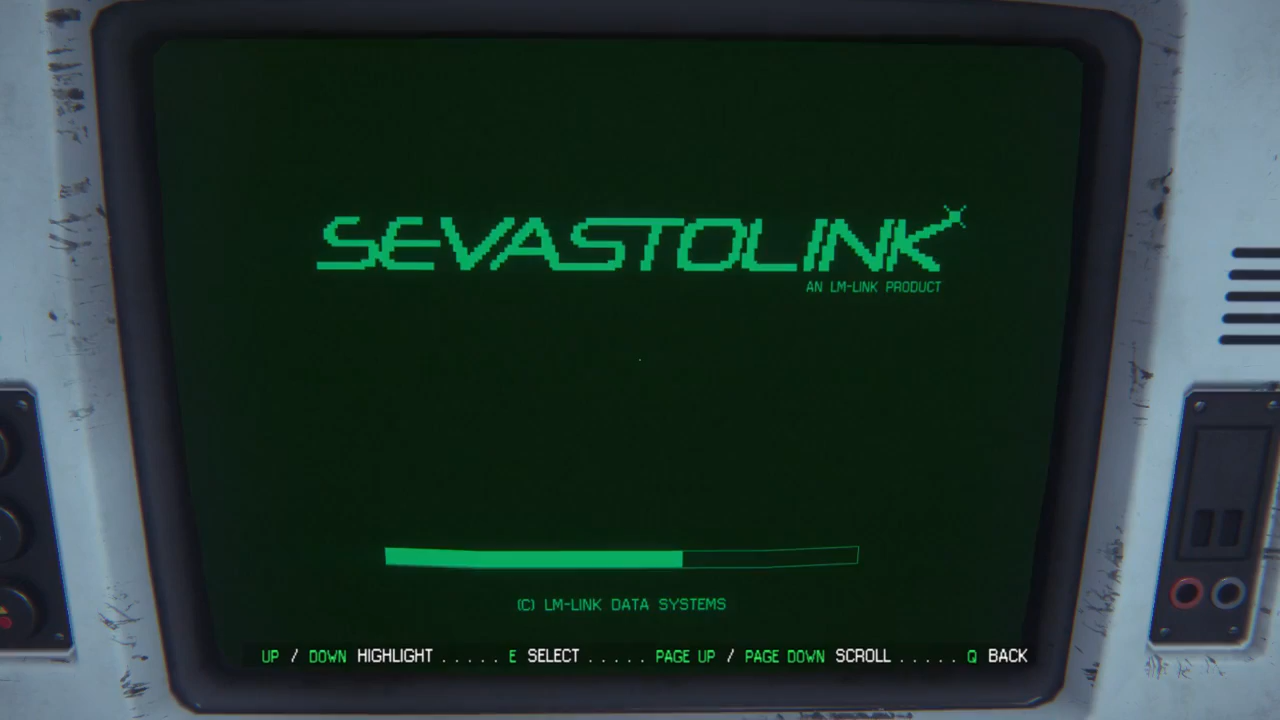 SEVASTOLINK
AN LM-LINK PRODUCT
(C) LM-LINK DATA SYSTEMS
UP / DOWN HIGHLIGHT ..... E SELECT ..... PAGE UP / PAGE DOWN SCROLL ..... Q BACK